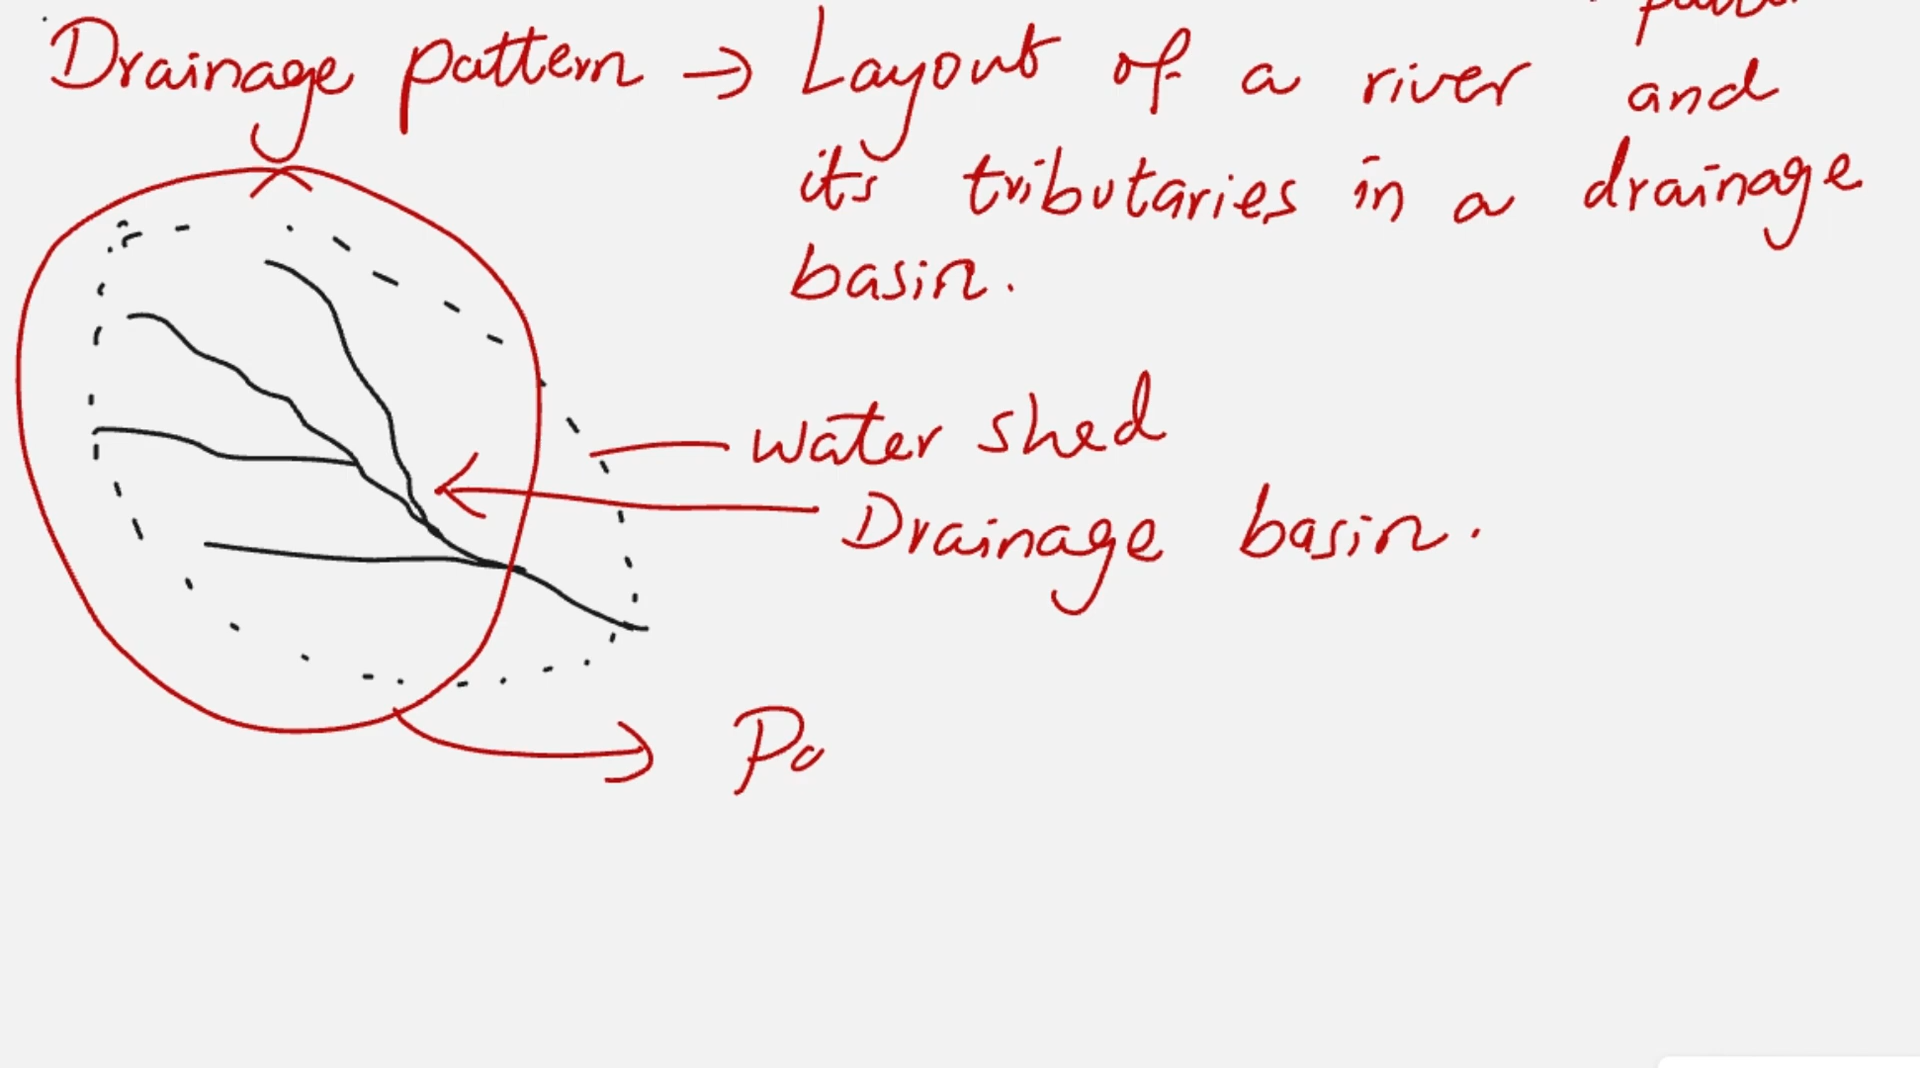 Drainage pattern → Layout of a river and
its tributaries in a drainage
basin.
water shed
Drainage basin.